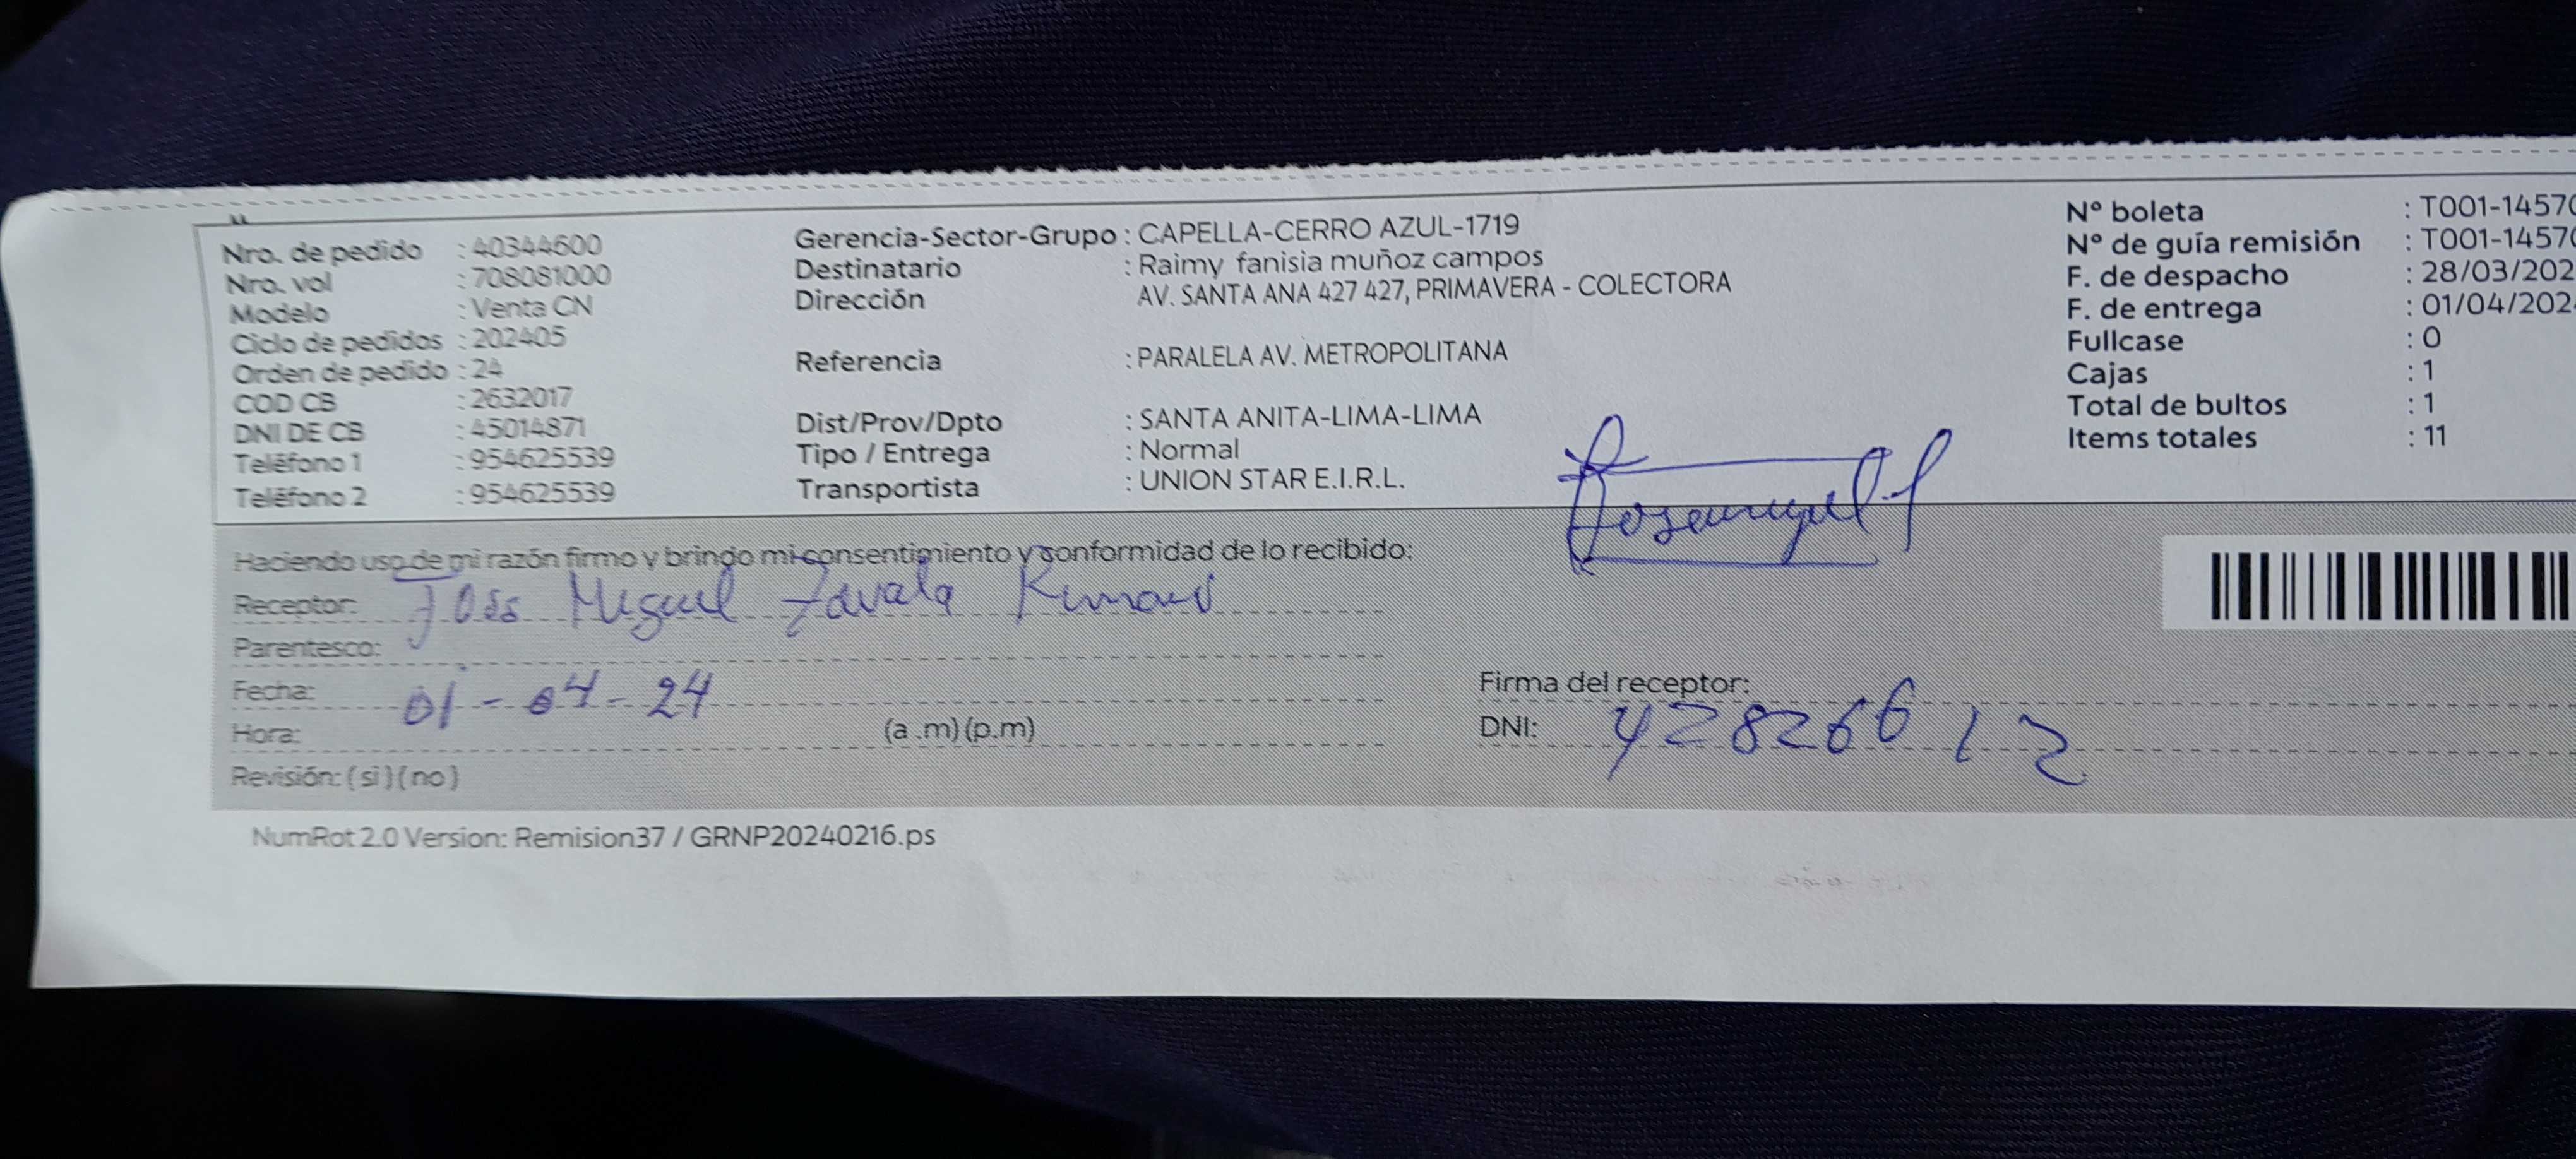 Nro. de pedido : 40344600
Nro. vol : 708081000
Modelo : Venta CN
Ciclo de pedidos : 202405
Orden de pedido : 24
COD CB : 2632017
DNI DE CB : 45014871
Teléfono 1 : 954625539
Teléfono 2 : 954625539
Gerencia-Sector-Grupo : CAPELLA-CERRO AZUL-1719
Destinatario : Raimy fanisia muñoz campos
Dirección AV. SANTA ANA 427 427, PRIMAVERA - COLECTORA
Referencia : PARALELA AV. METROPOLITANA
Dist/Prov/Dpto : SANTA ANITA-LIMA-LIMA
Tipo / Entrega : Normal
Transportista : UNION STAR E.I.R.L.
Nº boleta : T001-1457
Nº de guía remisión : T001-1457
F. de despacho : 28/03/202
F. de entrega : 01/04/202
Fullcase : 0
Cajas : 1
Total de bultos : 1
Items totales : 11
Haciendo uso de mi razón firmo y brindo mi consentimiento y conformidad de lo recibido:
Receptor: Jose Miguel Zavala
Parentesco:
Fecha: 01-04-24
Hora: (a .m) (p.m)
Revisión: ( si ) ( no )
Firma del receptor:
DNI: 42826612
NumRot 2.0 Version: Remision37 / GRNP20240216.ps